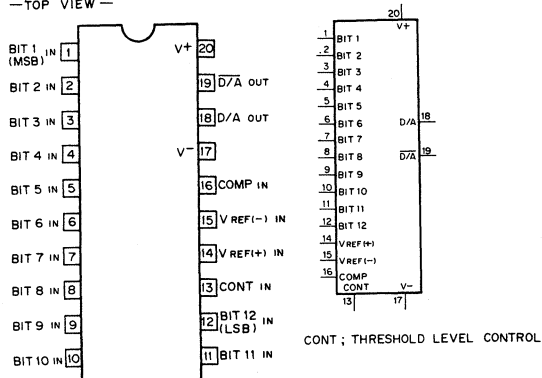 —TOP VIEW—
BIT 1 IN 1
(MSB)
BIT 2 IN 2
BIT 3 IN 3
BIT 4 IN 4
BIT 5 IN 5
BIT 6 IN 6
BIT 7 IN 7
BIT 8 IN 8
BIT 9 IN 9
BIT 10 IN 10
V+ 20
19 D/A OUT
18 D/A OUT
V- 17
16 COMP IN
15 V REF(-) IN
14 V REF(+) IN
13 CONT IN
12 BIT 12 IN
(LSB)
11 BIT 11 IN
20
V+
1 BIT 1
2 BIT 2
3 BIT 3
4 BIT 4
5 BIT 5
6 BIT 6
7 BIT 7
8 BIT 8
9 BIT 9
10 BIT 10
11 BIT 11
12 BIT 12
14 V REF(+)
15 V REF(-)
16 COMP
CONT
13
D/A 18
D/A 19
V-
17
CONT ; THRESHOLD LEVEL CONTROL